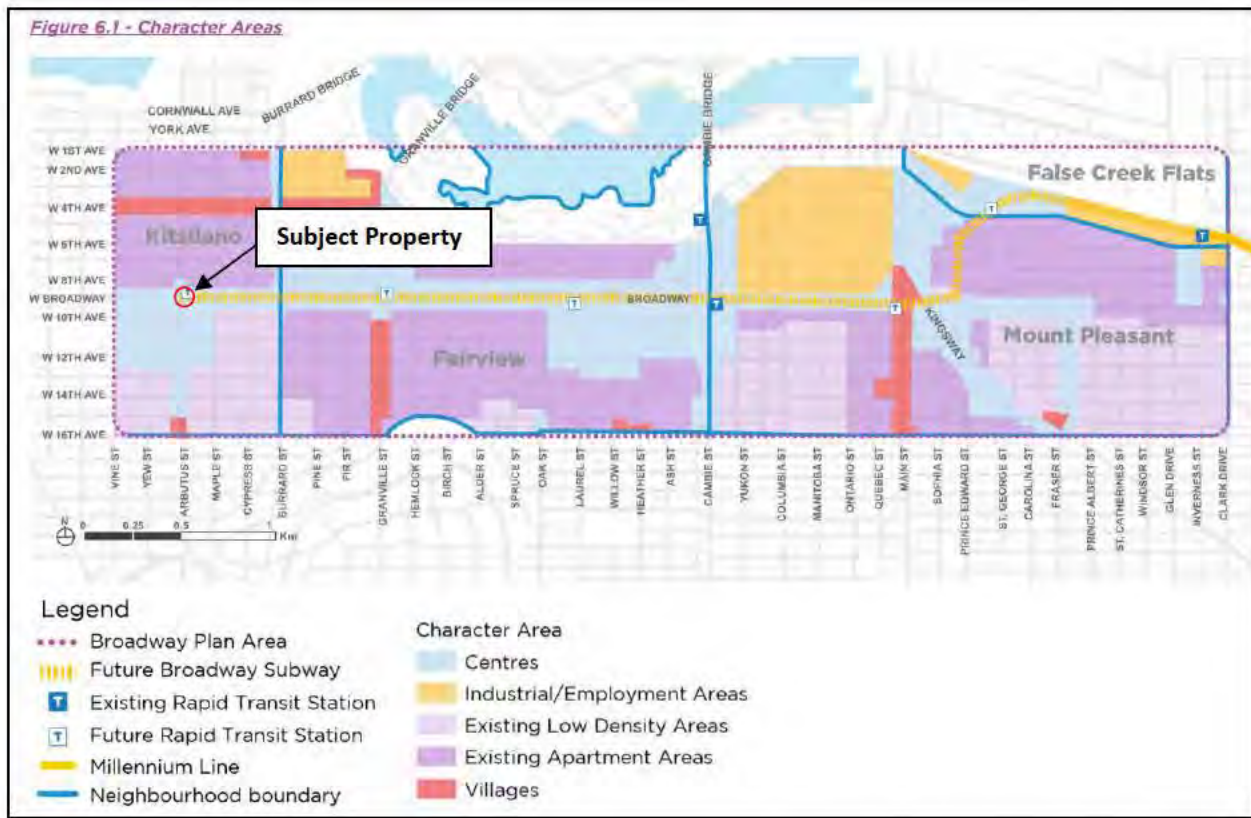 Figure 6.1 - Character Areas
CORNWALL AVE
YORK AVE
BURRARD BRIDGE
GRANVILLE BRIDGE
CAMBIE BRIDGE
W 1ST AVE
W 2ND AVE
W 4TH AVE
W 6TH AVE
W 8TH AVE
W BROADWAY
W 10TH AVE
W 12TH AVE
W 14TH AVE
W 16TH AVE
False Creek Flats
Kitsilano
Subject Property
BROADWAY
KINGSWAY
Fairview
Mount Pleasant
VINE ST
YEW ST
ARBUTUS ST
MAPLE ST
CYPRESS ST
BURRARD ST
PINE ST
FIR ST
GRANVILLE ST
HEMLOCK ST
BIRCH ST
ALDER ST
SPRUCE ST
OAK ST
LAUREL ST
WILLOW ST
HEATHER ST
ASH ST
CAMBIE ST
YUKON ST
COLUMBIA ST
MANITOBA ST
ONTARIO ST
QUEBEC ST
MAIN ST
SOPHIA ST
PRINCE EDWARD ST
ST. GEORGE ST
CAROLINA ST
FRASER ST
PRINCE ALBERT ST
ST. CATHERINES ST
WINDSOR ST
GLEN DRIVE
INVERNESS ST
CLARK DRIVE
N
0 0.25 0.5 1
Km
Legend
Broadway Plan Area
Future Broadway Subway
T Existing Rapid Transit Station
T Future Rapid Transit Station
Millennium Line
Neighbourhood boundary
Character Area
Centres
Industrial/Employment Areas
Existing Low Density Areas
Existing Apartment Areas
Villages